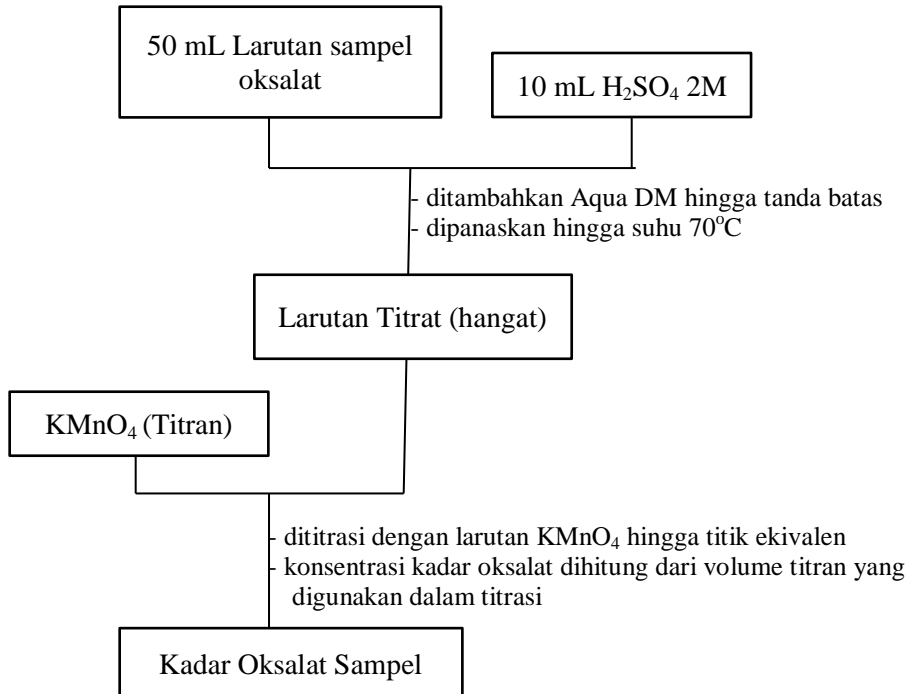 50 mL Larutan sampel
oksalat
10 mL H₂SO₄ 2M
- ditambahkan Aqua DM hingga tanda batas
- dipanaskan hingga suhu 70°C
Larutan Titrat (hangat)
KMnO₄ (Titran)
- dititrasi dengan larutan KMnO₄ hingga titik ekivalen
- konsentrasi kadar oksalat dihitung dari volume titran yang
digunakan dalam titrasi
Kadar Oksalat Sampel